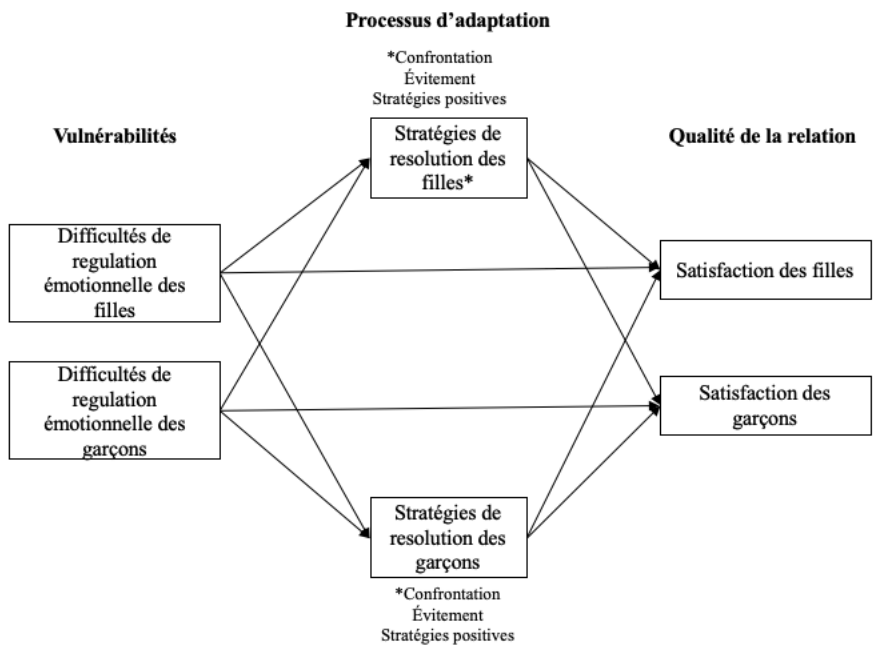 Processus d’adaptation
*Confrontation
Évitement
Stratégies positives
Vulnérabilités
Stratégies de
resolution des
filles*
Qualité de la relation
Difficultés de
regulation
émotionnelle des
filles
Satisfaction des filles
Difficultés de
regulation
émotionnelle des
garçons
Satisfaction des
garçons
Stratégies de
resolution des
garçons
*Confrontation
Évitement
Stratégies positives